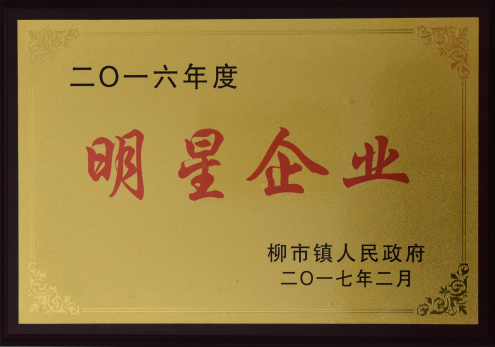 二〇一六年度
明星企业
柳市镇人民政府
二〇一七年二月